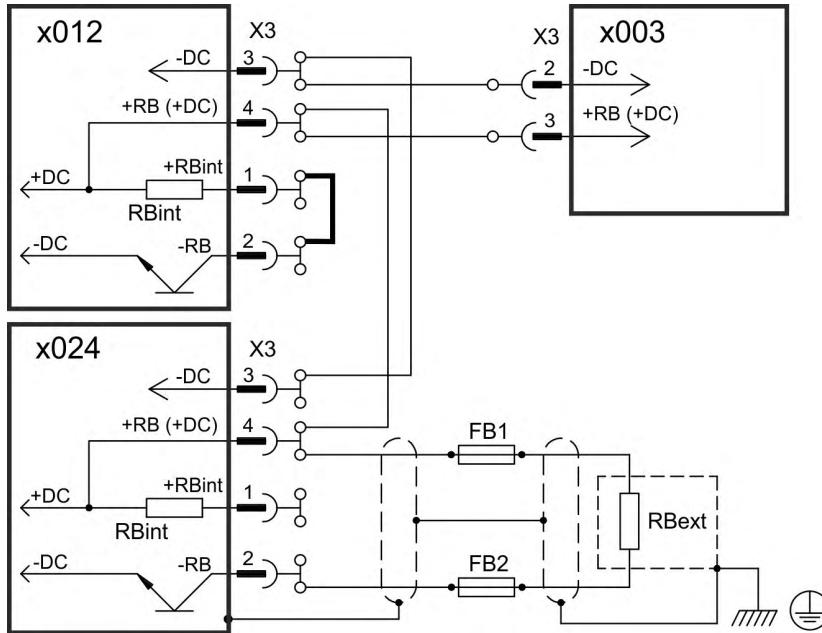 x012
X3
3
-DC
4
+RB (+DC)
+DC
+RBint
1
RBint
-DC
-RB
2
X3
x003
2
-DC
3
+RB (+DC)
x024
X3
3
-DC
4
+RB (+DC)
+DC
+RBint
1
RBint
-DC
-RB
2
FB1
FB2
RBext